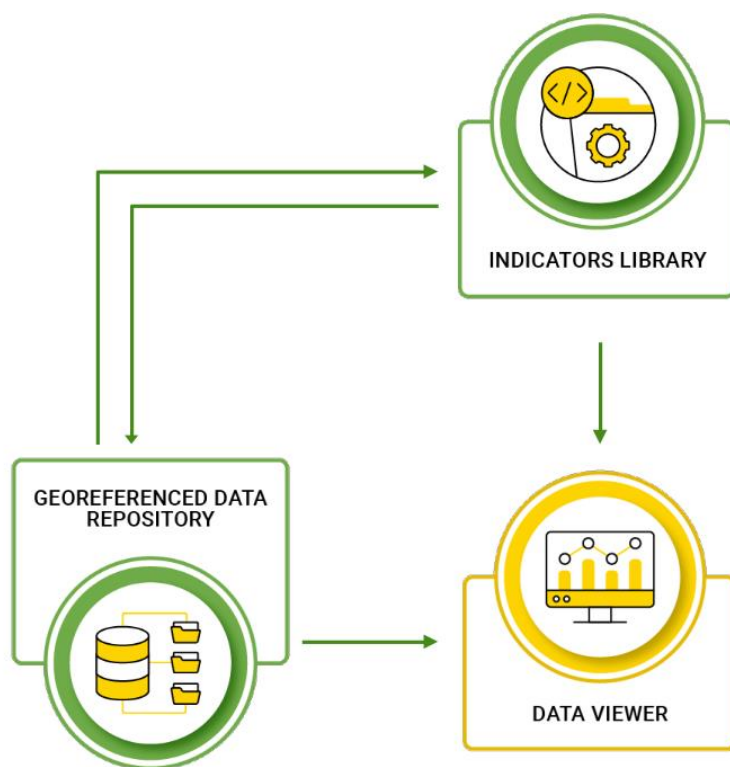 INDICATORS LIBRARY
GEOREFERENCED DATA
REPOSITORY
DATA VIEWER